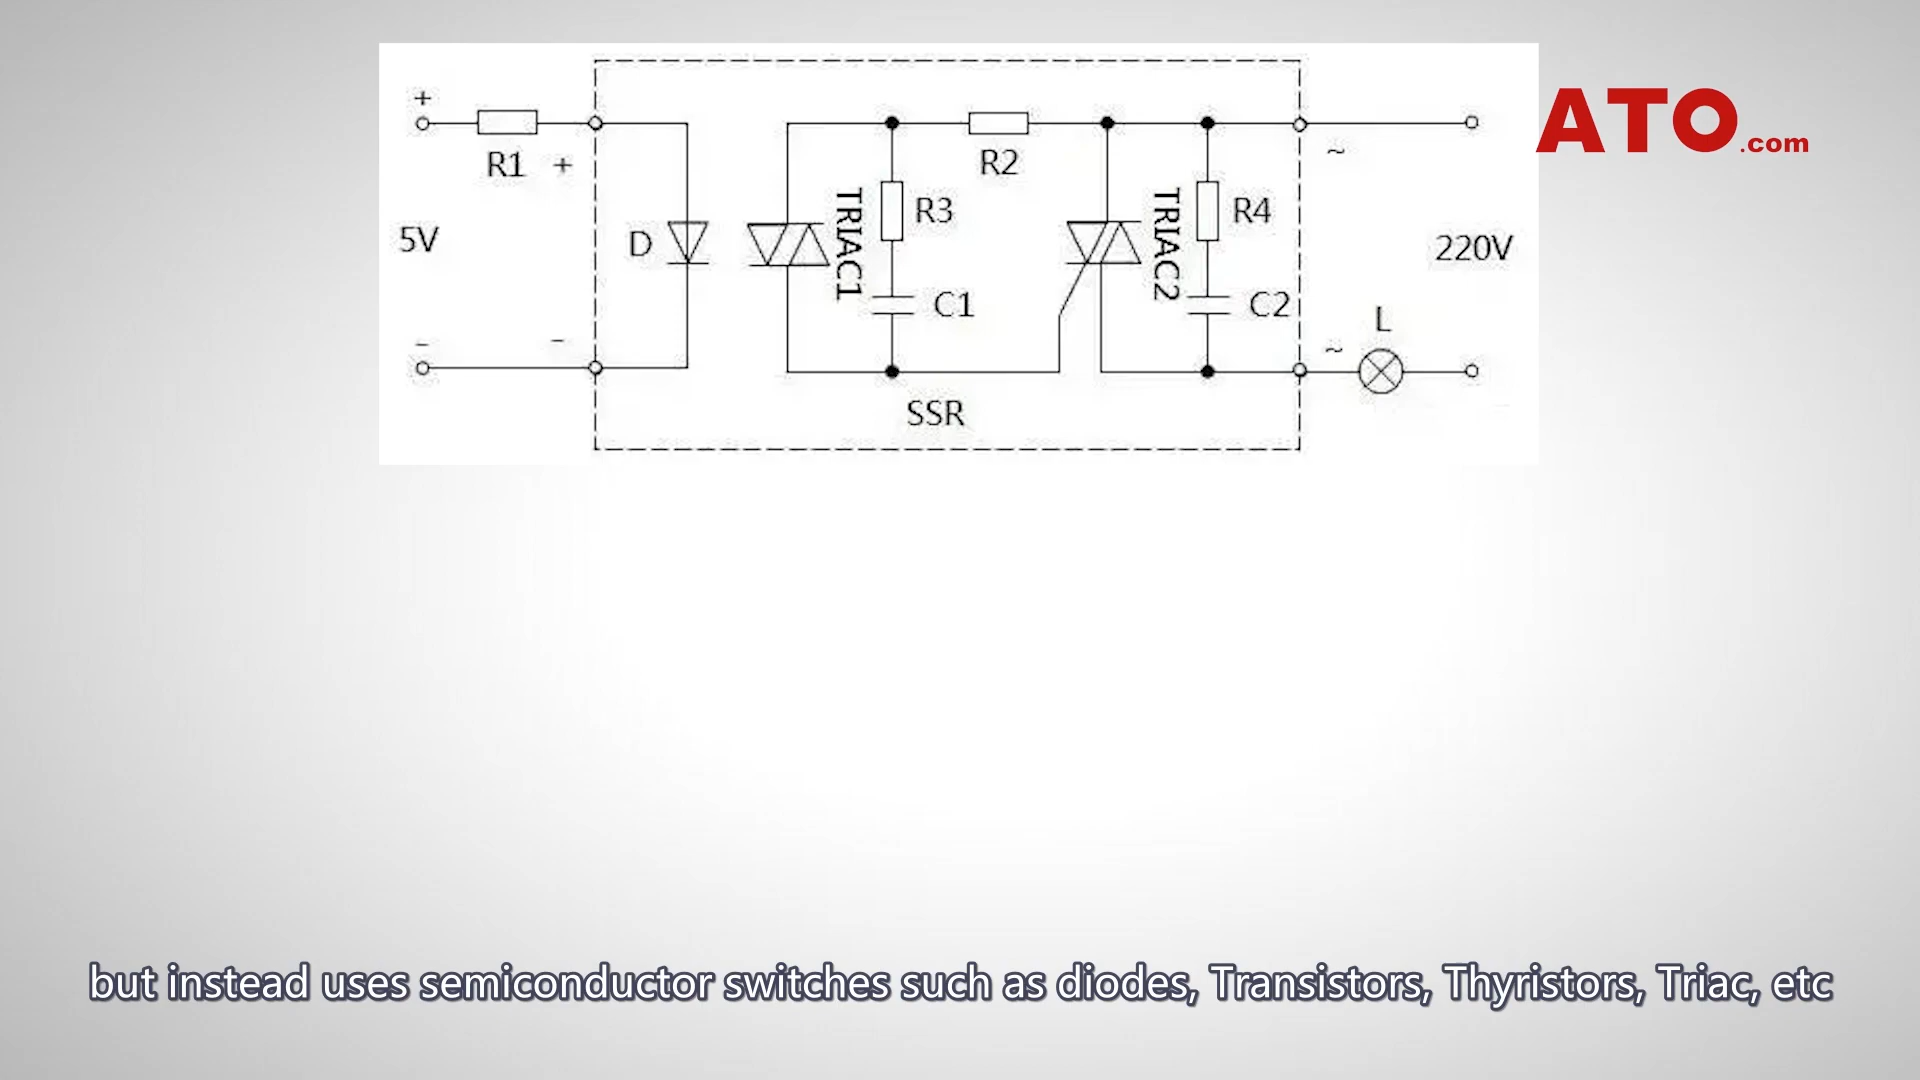 +
R1 +
5V
-
-
D
TRIAC1
R3
C1
R2
TRIAC2
R4
C2
SSR
~
220V
~
L
ATO.com
but instead uses semiconductor switches such as diodes, Transistors, Thyristors, Triac, etc